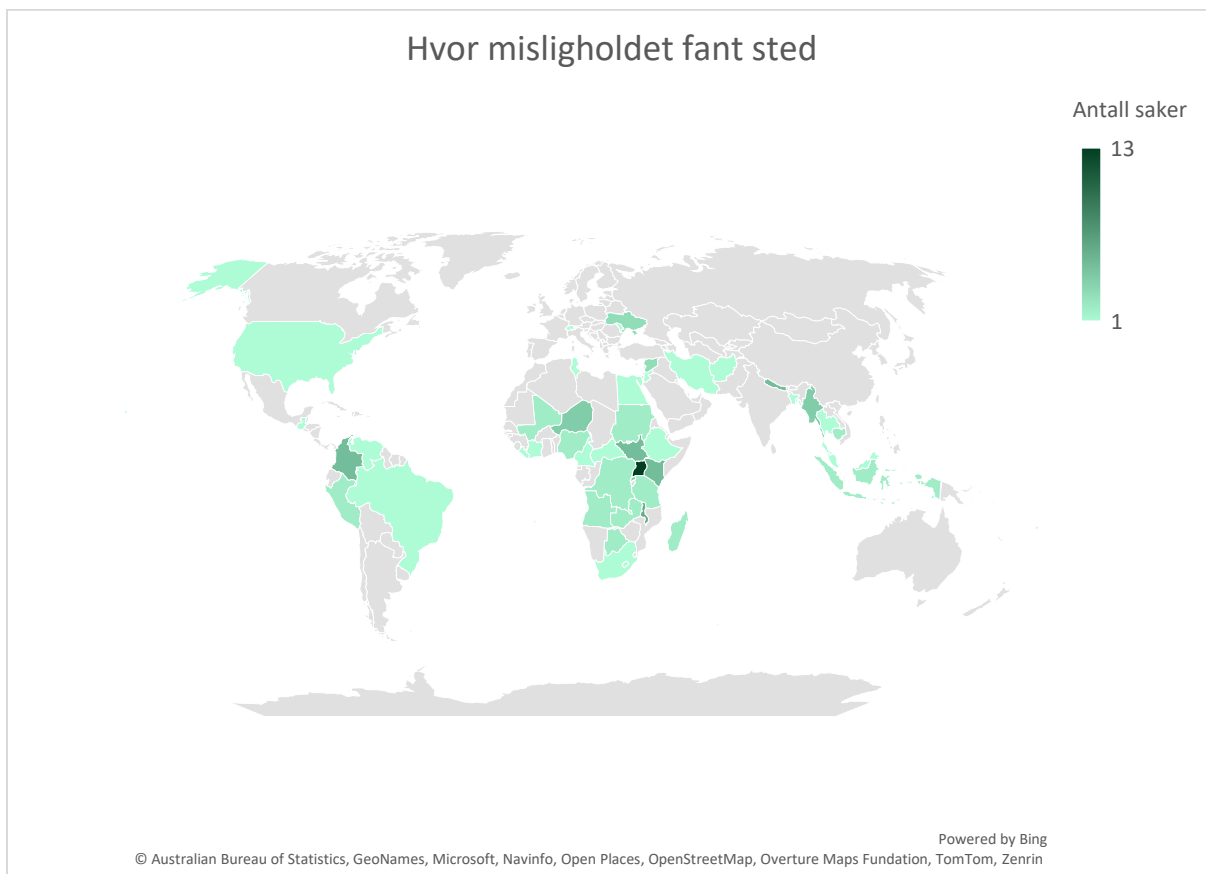 Hvor misligholdet fant sted
Antall saker
13
1
Powered by Bing
© Australian Bureau of Statistics, GeoNames, Microsoft, Navinfo, Open Places, OpenStreetMap, Overture Maps Fundation, TomTom, Zenrin